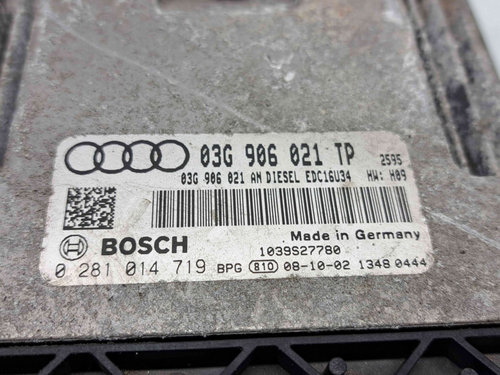 03G 906 021 TP 2595
03G 906 021 AN DIESEL EDC16U34 HW: H09
Made in Germany
BOSCH 1039S27780
0 281 014 719 BPG 810 08-10-02 1348 0444